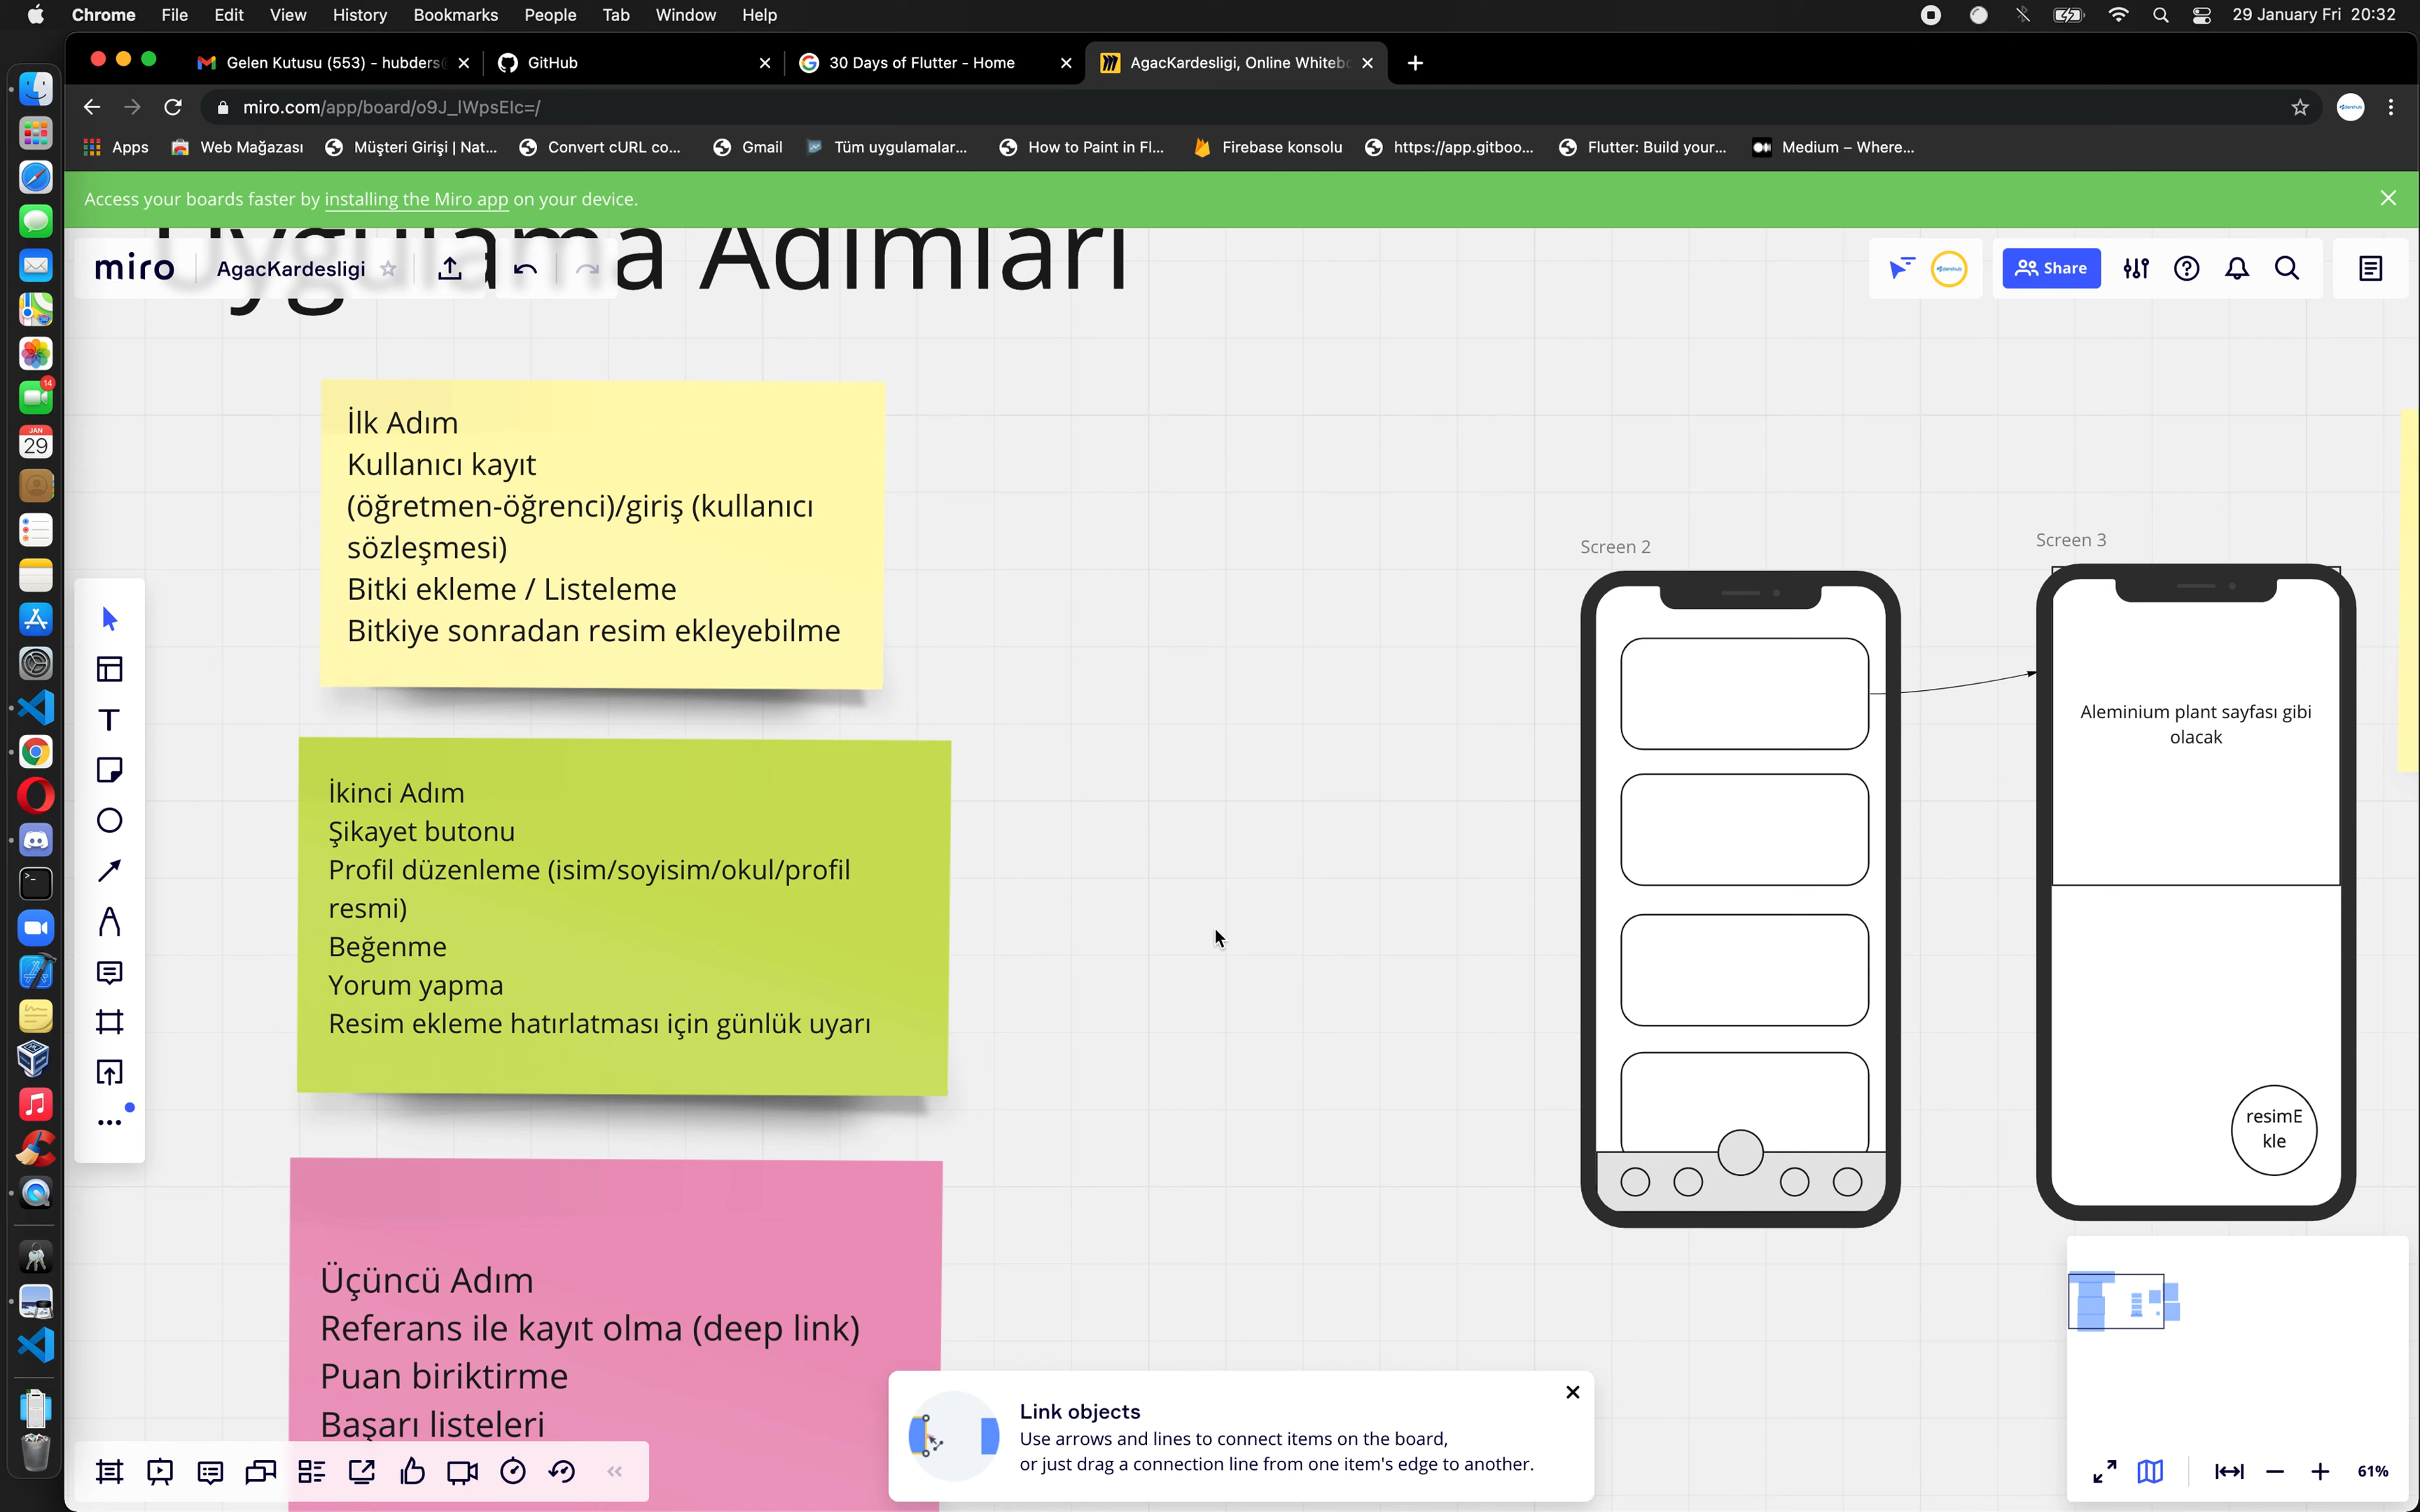 Chrome File Edit View History Bookmarks People Tab Window Help 29 January Fri 20:32
Gelen Kutusu (553) - hubders GitHub 30 Days of Flutter - Home AgacKardesligi, Online Whitebo
miro.com/app/board/o9J_lWpsEIc=/
Apps Web Mağazası Müşteri Girişi | Nat... Convert cURL co... Gmail Tüm uygulamalar... How to Paint in Fl... Firebase konsolu https://app.gitboo... Flutter: Build your... Medium – Where...
Access your boards faster by installing the Miro app on your device.
Uygulama Adımları
miro AgacKardesligi Share
14
JAN
29
İlk Adım
Kullanıcı kayıt
(öğretmen-öğrenci)/giriş (kullanıcı
sözleşmesi)
Bitki ekleme / Listeleme
Bitkiye sonradan resim ekleyebilme
İkinci Adım
Şikayet butonu
Profil düzenleme (isim/soyisim/okul/profil
resmi)
Beğenme
Yorum yapma
Resim ekleme hatırlatması için günlük uyarı
Üçüncü Adım
Referans ile kayıt olma (deep link)
Puan biriktirme
Başarı listeleri
Screen 2
Screen 3
Aleminium plant sayfası gibi
olacak
resimE
kle
Link objects
Use arrows and lines to connect items on the board,
or just drag a connection line from one item's edge to another.
61%